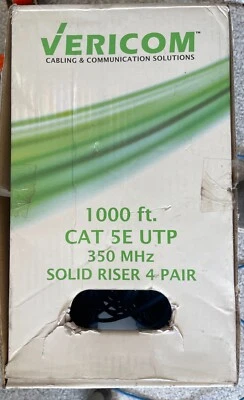 VERICOM™
CABLING & COMMUNICATION SOLUTIONS
1000 ft.
CAT 5E UTP
350 MHz
SOLID RISER 4 PAIR